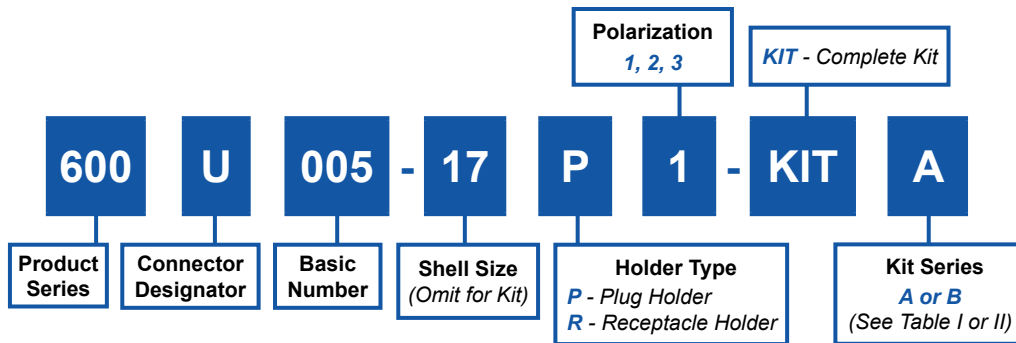 Polarization
1, 2, 3
KIT - Complete Kit
600 U 005 - 17 P 1 - KIT A
Product
Series
Connector
Designator
Basic
Number
Shell Size
(Omit for Kit)
Holder Type
P - Plug Holder
R - Receptacle Holder
Kit Series
A or B
(See Table I or II)